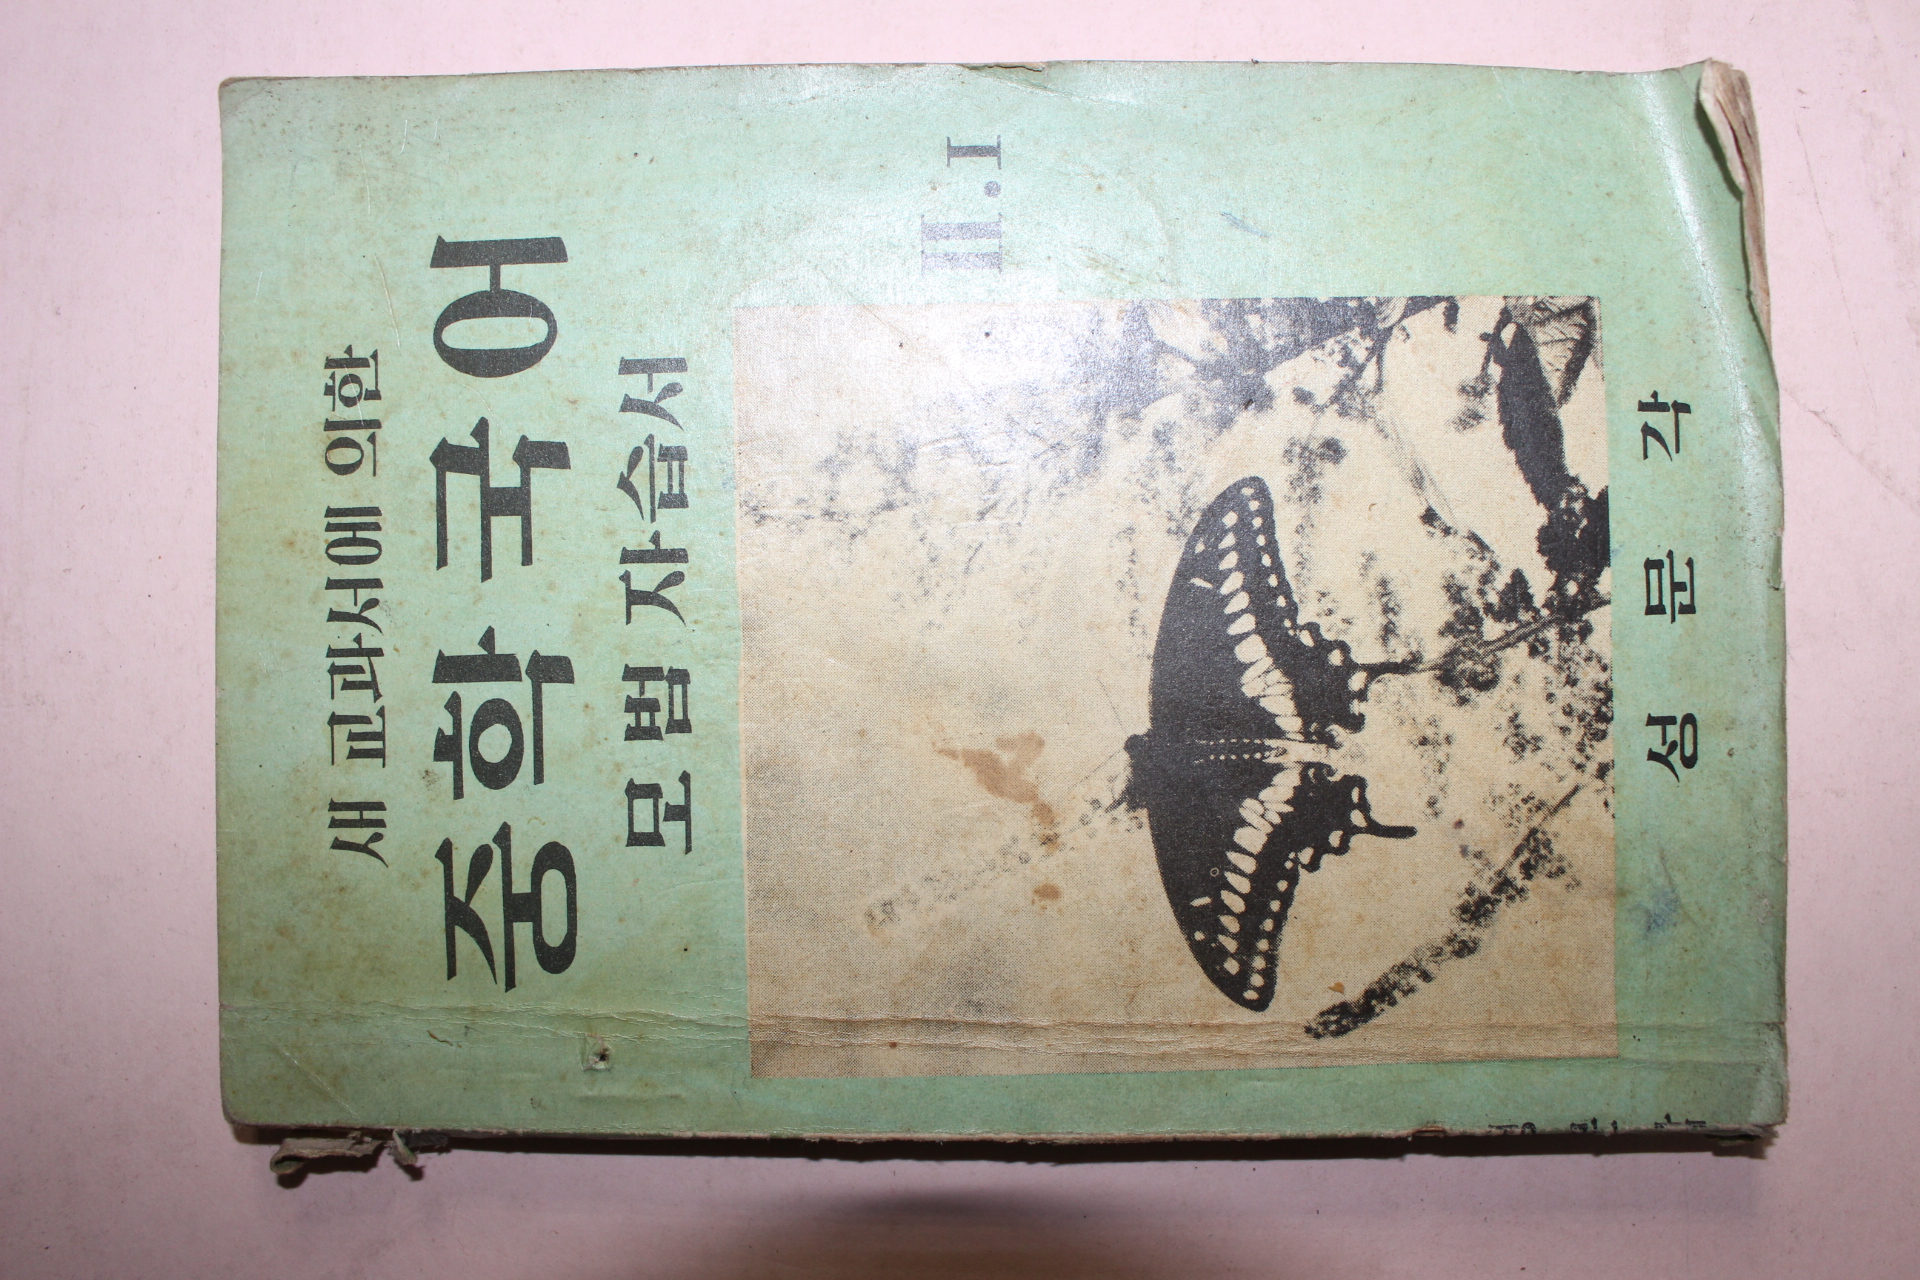 새 교과서에 의한
중학국어
모범자습서
II.I
성문각